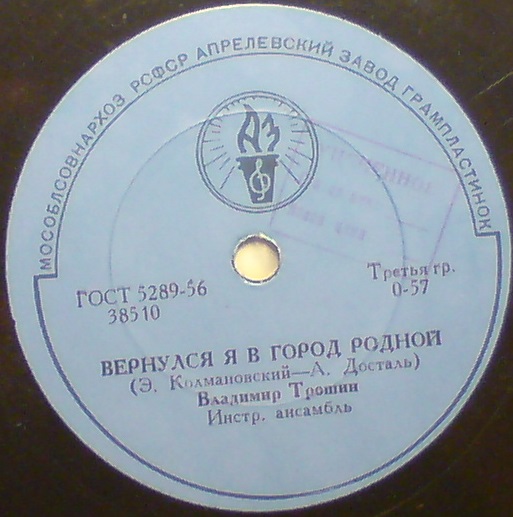 МОСОБЛСОВНАРХОЗ РСФСР АПРЕЛЕВСКИЙ ЗАВОД ГРАМПЛАСТИНОК
АЗ
ГОСТ 5289-56
38510
Третья гр.
0-57
ВЕРНУЛСЯ Я В ГОРОД РОДНОЙ
(Э. Колмановский—А. Досталь)
Владимир Трошин
Инстр. ансамбль